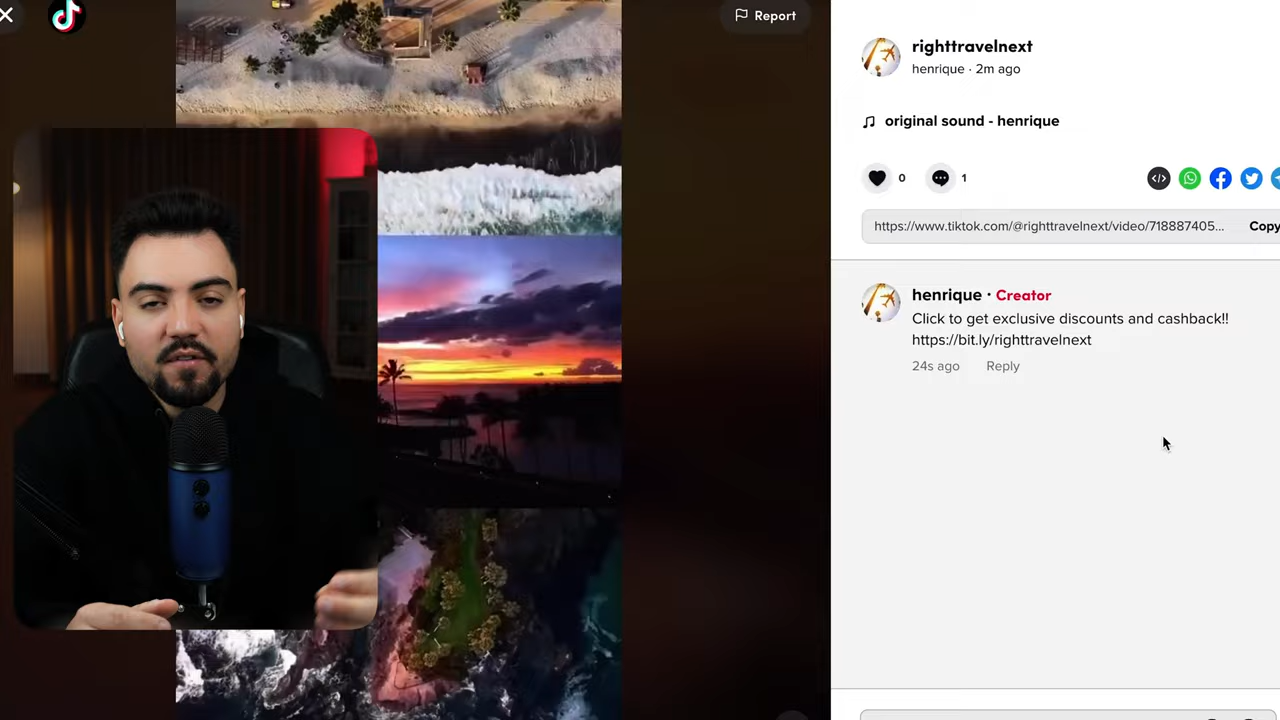 Report
righttravelnext
henrique · 2m ago
original sound - henrique
0
1
https://www.tiktok.com/@righttravelnext/video/718887405...
Copy
henrique · Creator
Click to get exclusive discounts and cashback!!
https://bit.ly/righttravelnext
24s ago
Reply